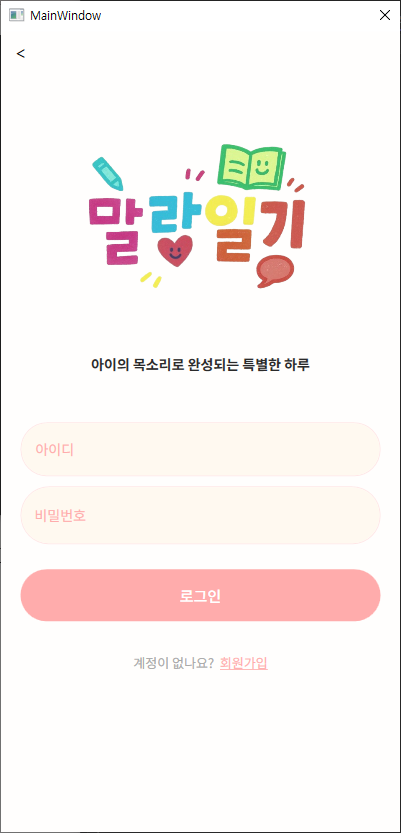 MainWindow
<
말랑일기
아이의 목소리로 완성되는 특별한 하루
아이디
비밀번호
로그인
계정이 없나요? 회원가입